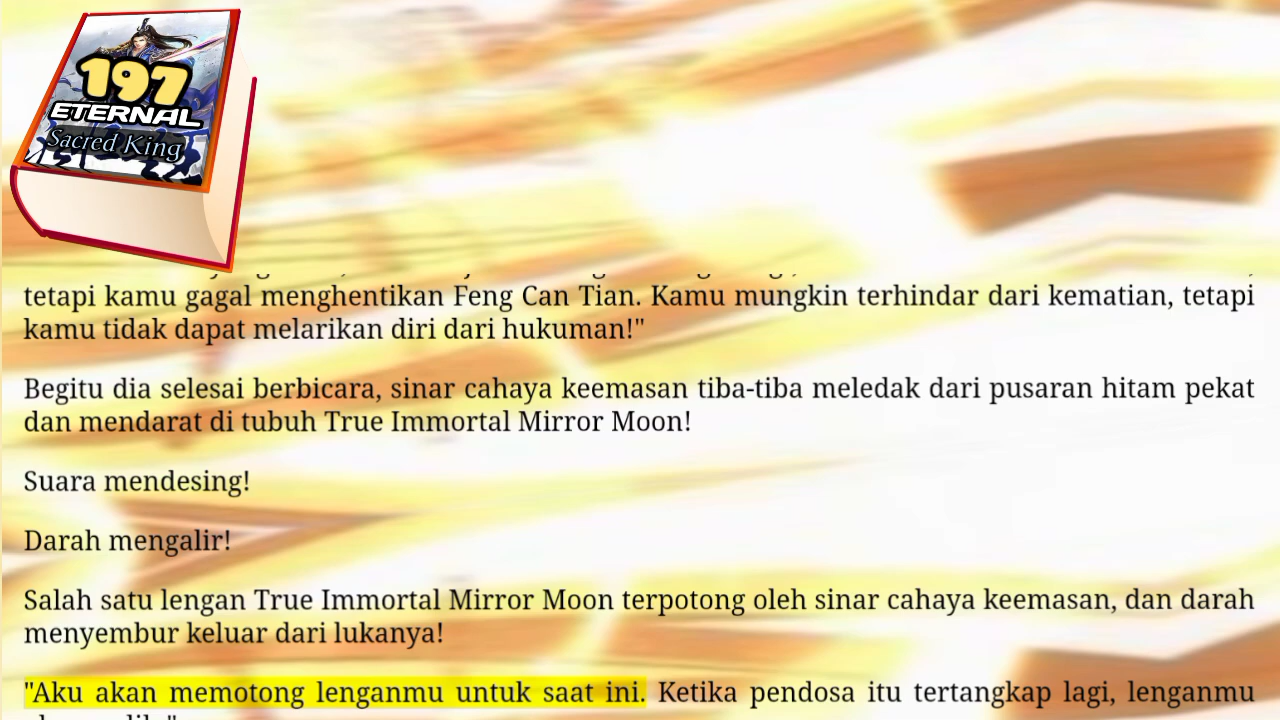 197
ETERNAL
Sacred King
tetapi kamu gagal menghentikan Feng Can Tian. Kamu mungkin terhindar dari kematian, tetapi
kamu tidak dapat melarikan diri dari hukuman!"
Begitu dia selesai berbicara, sinar cahaya keemasan tiba-tiba meledak dari pusaran hitam pekat
dan mendarat di tubuh True Immortal Mirror Moon!
Suara mendesing!
Darah mengalir!
Salah satu lengan True Immortal Mirror Moon terpotong oleh sinar cahaya keemasan, dan darah
menyembur keluar dari lukanya!
"Aku akan memotong lenganmu untuk saat ini. Ketika pendosa itu tertangkap lagi, lenganmu